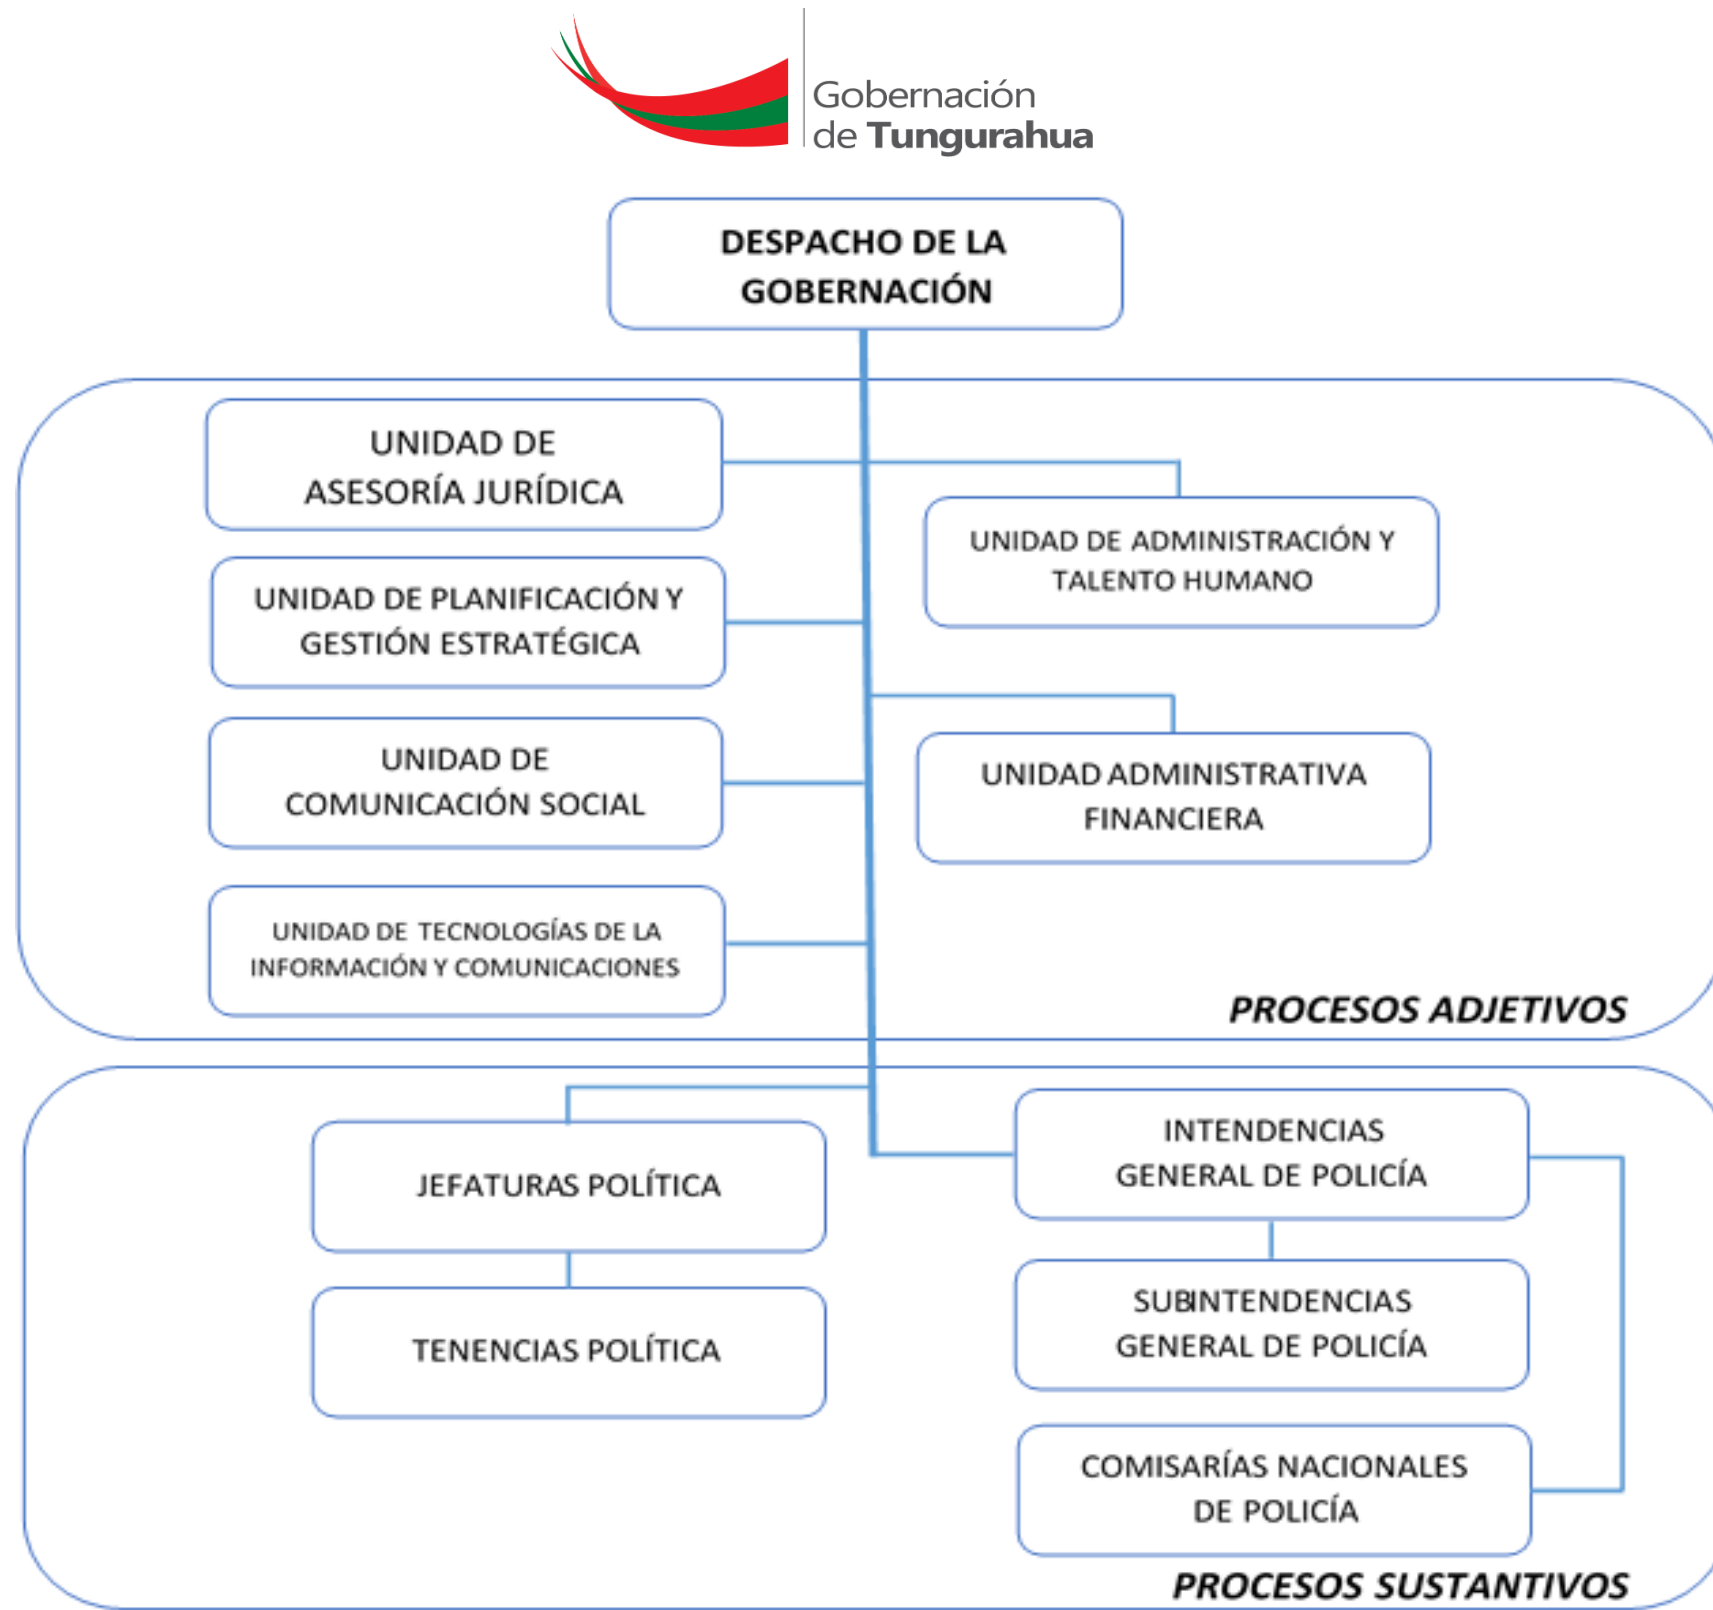 Gobernación
de Tungurahua
DESPACHO DE LA
GOBERNACIÓN
UNIDAD DE
ASESORÍA JURÍDICA
UNIDAD DE ADMINISTRACIÓN Y
TALENTO HUMANO
UNIDAD DE PLANIFICACIÓN Y
GESTIÓN ESTRATÉGICA
UNIDAD DE
COMUNICACIÓN SOCIAL
UNIDAD ADMINISTRATIVA
FINANCIERA
UNIDAD DE TECNOLOGÍAS DE LA
INFORMACIÓN Y COMUNICACIONES
PROCESOS ADJETIVOS
JEFATURAS POLÍTICA
TENENCIAS POLÍTICA
INTENDENCIAS
GENERAL DE POLICÍA
SUBINTENDENCIAS
GENERAL DE POLICÍA
COMISARÍAS NACIONALES
DE POLICÍA
PROCESOS SUSTANTIVOS